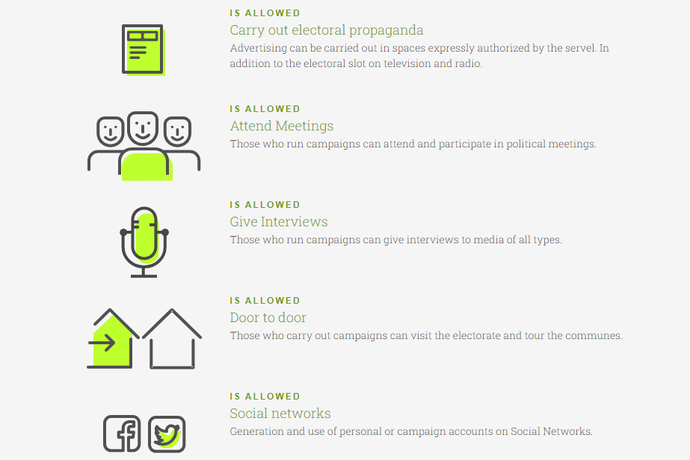 IS ALLOWED
Carry out electoral propaganda
Advertising can be carried out in spaces expressly authorized by the servel. In
addition to the electoral slot on television and radio.
IS ALLOWED
Attend Meetings
Those who run campaigns can attend and participate in political meetings.
IS ALLOWED
Give Interviews
Those who run campaigns can give interviews to media of all types.
IS ALLOWED
Door to door
Those who carry out campaigns can visit the electorate and tour the communes.
IS ALLOWED
Social networks
Generation and use of personal or campaign accounts on Social Networks.